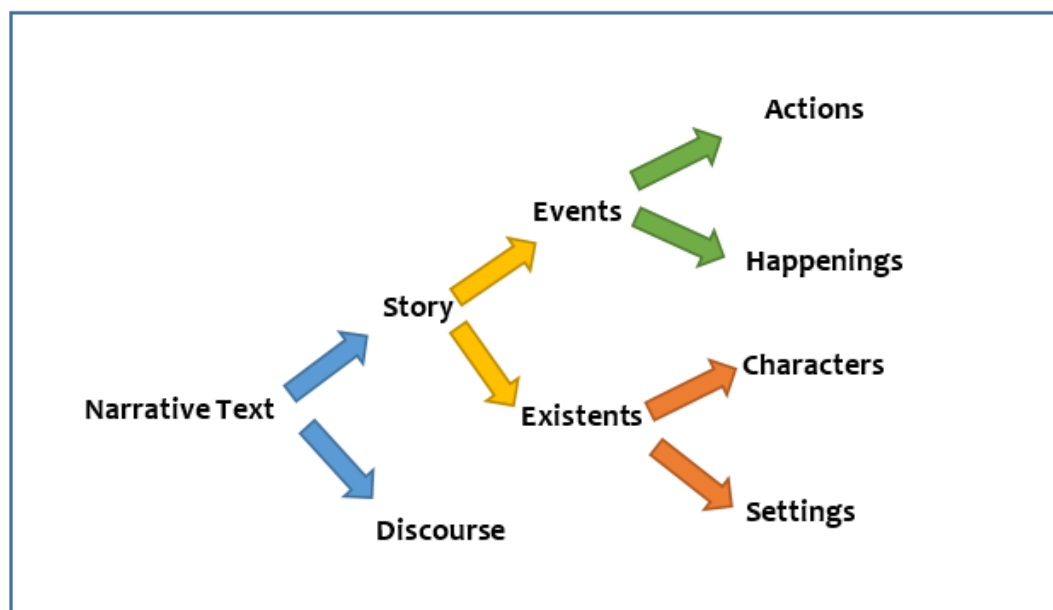 Actions
Events
Happenings
Story
Characters
Narrative Text
Existents
Settings
Discourse